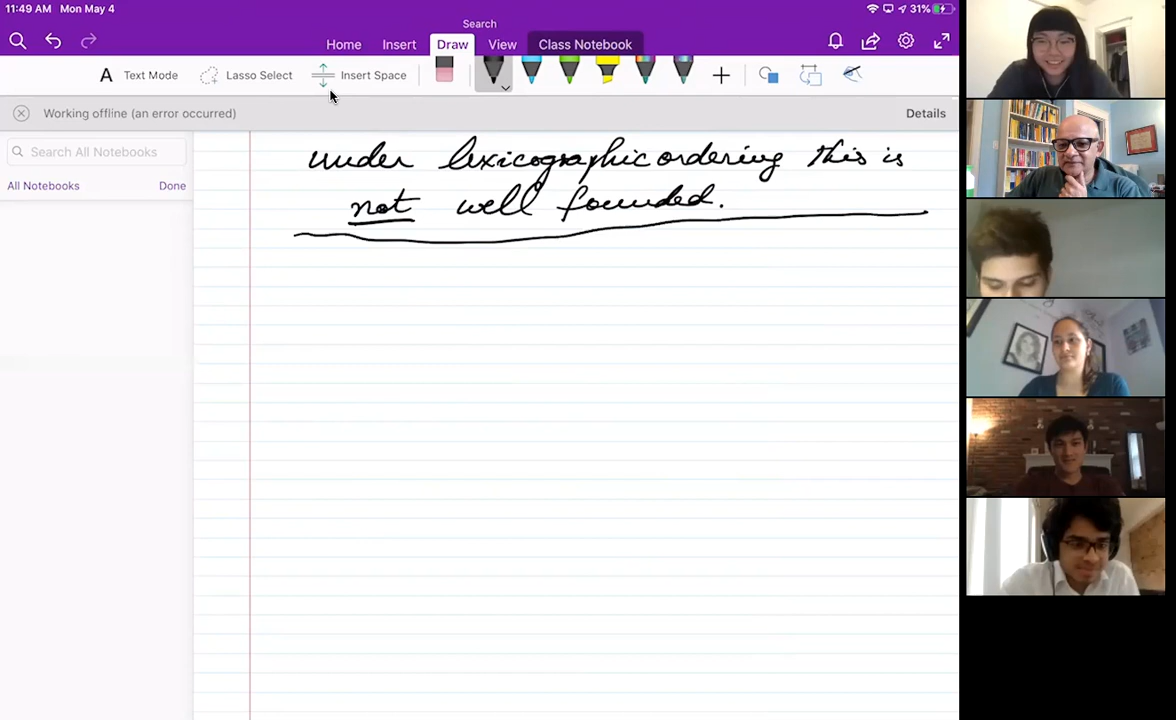 11:49 AM Mon May 4
31%
Search
Home Insert Draw View Class Notebook
A Text Mode Lasso Select Insert Space
Working offline (an error occurred) Details
Search All Notebooks
All Notebooks Done
under lexicographic ordering this is
not well founded.